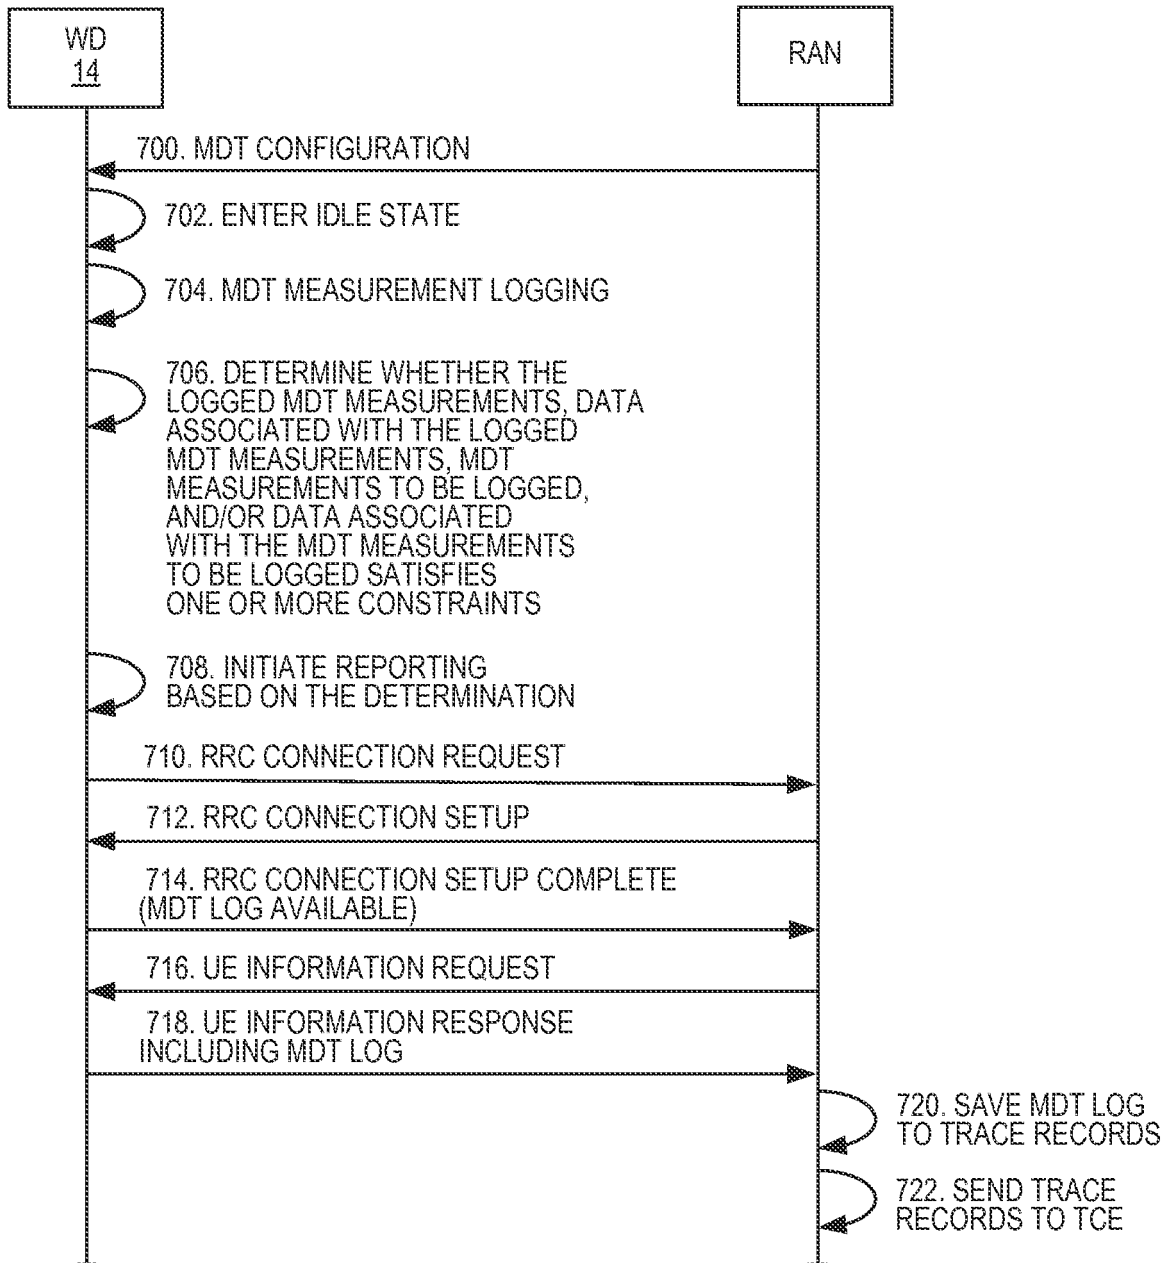 WD
14
RAN
700. MDT CONFIGURATION
702. ENTER IDLE STATE
704. MDT MEASUREMENT LOGGING
706. DETERMINE WHETHER THE
LOGGED MDT MEASUREMENTS, DATA
ASSOCIATED WITH THE LOGGED
MDT MEASUREMENTS, MDT
MEASUREMENTS TO BE LOGGED,
AND/OR DATA ASSOCIATED
WITH THE MDT MEASUREMENTS
TO BE LOGGED SATISFIES
ONE OR MORE CONSTRAINTS
708. INITIATE REPORTING
BASED ON THE DETERMINATION
710. RRC CONNECTION REQUEST
712. RRC CONNECTION SETUP
714. RRC CONNECTION SETUP COMPLETE
(MDT LOG AVAILABLE)
716. UE INFORMATION REQUEST
718. UE INFORMATION RESPONSE
INCLUDING MDT LOG
720. SAVE MDT LOG
TO TRACE RECORDS
722. SEND TRACE
RECORDS TO TCE